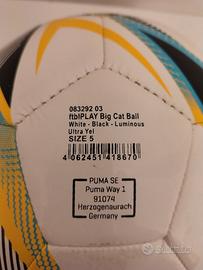 083292 03
ftblPLAY Big Cat Ball
White - Black - Luminous
Ultra Yel
SIZE 5
4 062451 418670
PUMA SE
Puma Way 1
91074
Herzogenaurach
Germany
subito